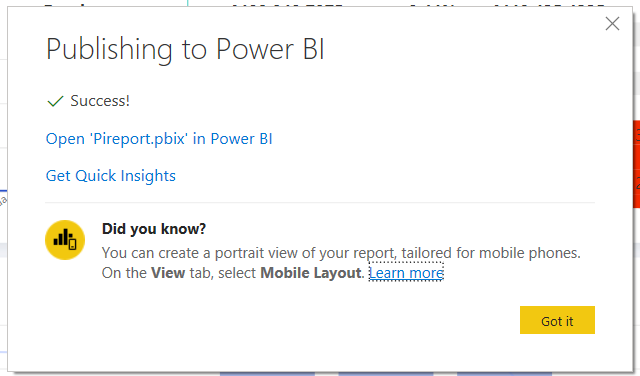 Publishing to Power BI
Success!
Open 'Pireport.pbix' in Power BI
Get Quick Insights
Did you know?
You can create a portrait view of your report, tailored for mobile phones.
On the View tab, select Mobile Layout. Learn more
Got it